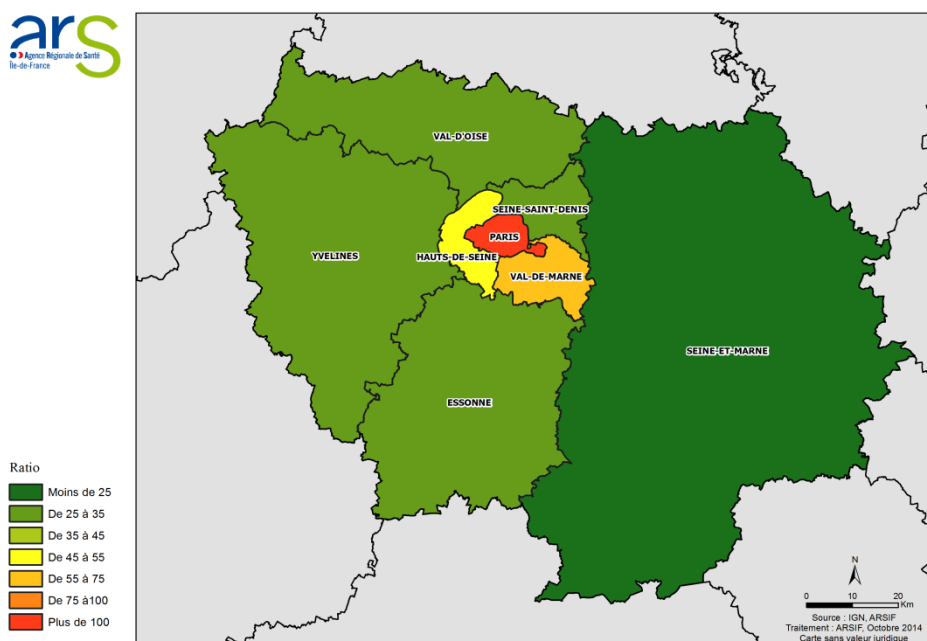 ars
Agence Régionale de Santé
Île-de-France
VAL-D'OISE
SEINE-SAINT-DENIS
PARIS
YVELINES
HAUTS-DE-SEINE
VAL-DE-MARNE
SEINE-ET-MARNE
ESSONNE
Ratio
Moins de 25
De 25 à 35
De 35 à 45
De 45 à 55
De 55 à 75
De 75 à100
Plus de 100
N
0 10 20
Km
Source : IGN, ARSIF
Traitement : ARSIF, Octobre 2014
Carte sans valeur juridique